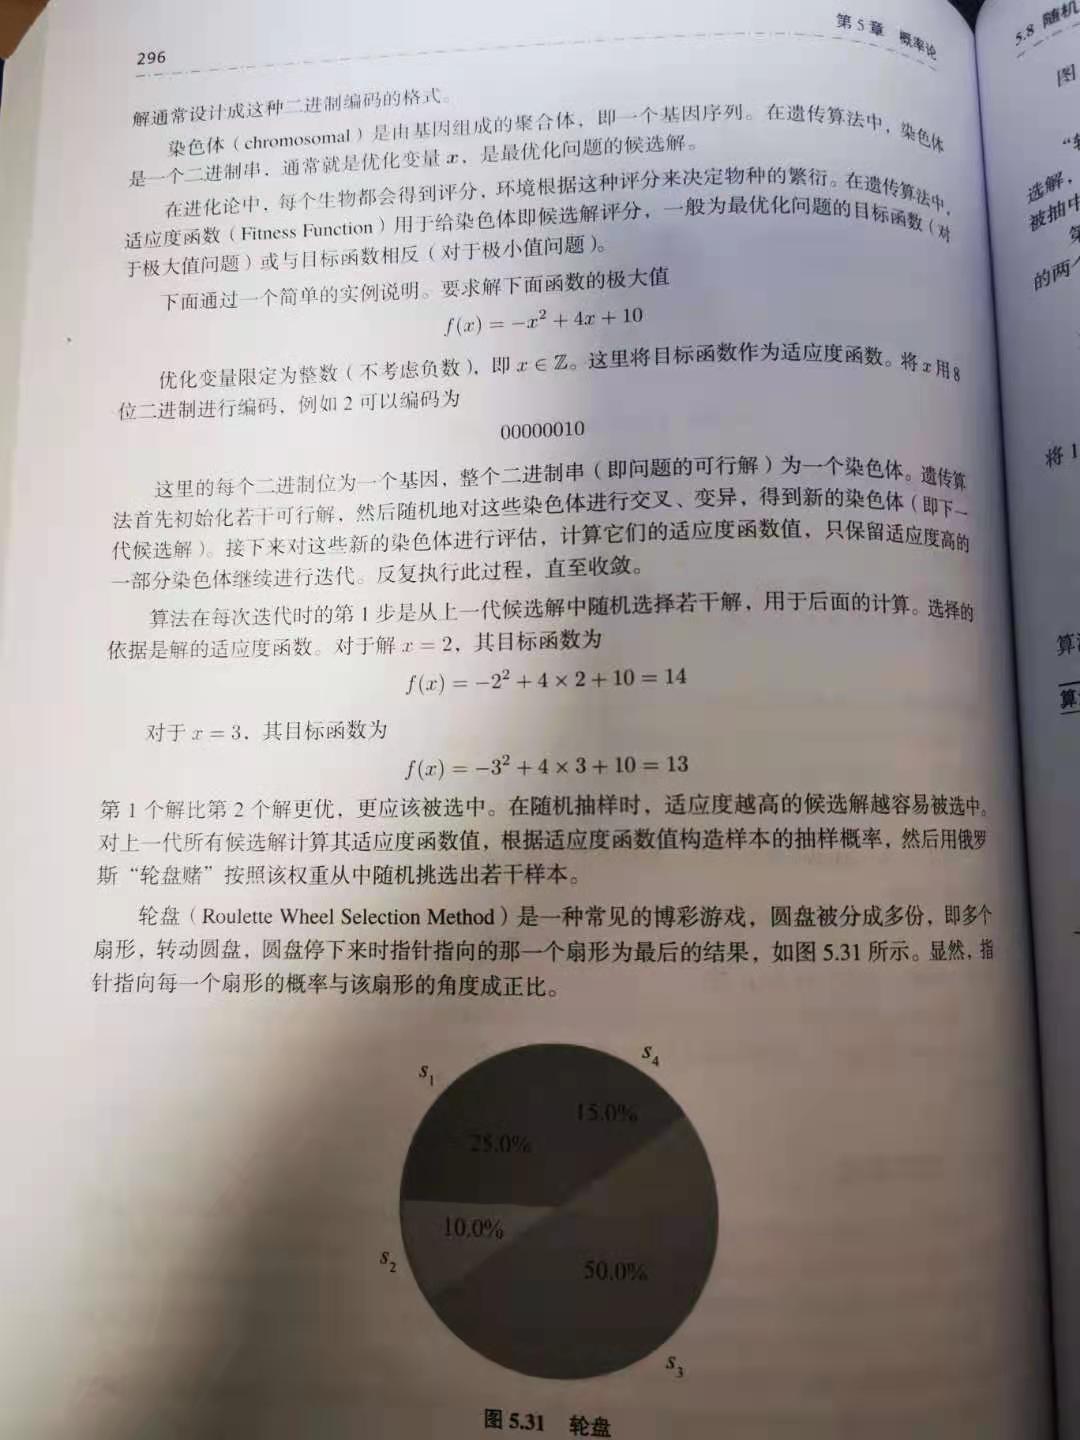 296
第 5 章 概率论
解通常设计成这种二进制编码的格式。
染色体（chromosomal）是由基因组成的聚合体，即一个基因序列。在遗传算法中，染色体
是一个二进制串，通常就是优化变量 x，是最优化问题的候选解。
在进化论中，每个生物都会得到评分，环境根据这种评分来决定物种的繁衍。在遗传算法中，
适应度函数（Fitness Function）用于给染色体即候选解评分，一般为最优化问题的目标函数（对
于极大值问题）或与目标函数相反（对于极小值问题）。
下面通过一个简单的实例说明。要求解下面函数的极大值
f(x) = −x² + 4x + 10
优化变量限定为整数（不考虑负数），即 x ∈ ℤ。这里将目标函数作为适应度函数。将 x 用 8
位二进制进行编码，例如 2 可以编码为
00000010
这里的每个二进制位为一个基因，整个二进制串（即问题的可行解）为一个染色体。遗传算
法首先初始化若干可行解，然后随机地对这些染色体进行交叉、变异，得到新的染色体（即下一
代候选解）。接下来对这些新的染色体进行评估，计算它们的适应度函数值，只保留适应度高的
一部分染色体继续进行迭代。反复执行此过程，直至收敛。
算法在每次迭代时的第 1 步是从上一代候选解中随机选择若干解，用于后面的计算。选择的
依据是解的适应度函数。对于解 x = 2，其目标函数为
f(x) = −2² + 4 × 2 + 10 = 14
对于 x = 3，其目标函数为
f(x) = −3² + 4 × 3 + 10 = 13
第 1 个解比第 2 个解更优，更应该被选中。在随机抽样时，适应度越高的候选解越容易被选中。
对上一代所有候选解计算其适应度函数值，根据适应度函数值构造样本的抽样概率，然后用俄罗
斯“轮盘赌”按照该权重从中随机挑选出若干样本。
轮盘（Roulette Wheel Selection Method）是一种常见的博彩游戏，圆盘被分成多份，即多个
扇形，转动圆盘，圆盘停下来时指针指向的那一个扇形为最后的结果，如图 5.31 所示。显然，指
针指向每一个扇形的概率与该扇形的角度成正比。
s₁
s₄
15.0%
25.0%
10.0%
s₂
50.0%
s₃
图 5.31 轮盘
5.8 随机
图
选解，
被抽中
第
的两个
将 1